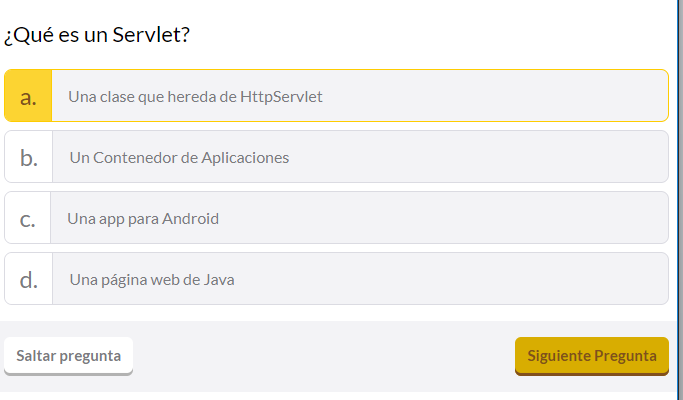 ¿Qué es un Servlet?
a. Una clase que hereda de HttpServlet
b. Un Contenedor de Aplicaciones
c. Una app para Android
d. Una página web de Java
Saltar pregunta Siguiente Pregunta